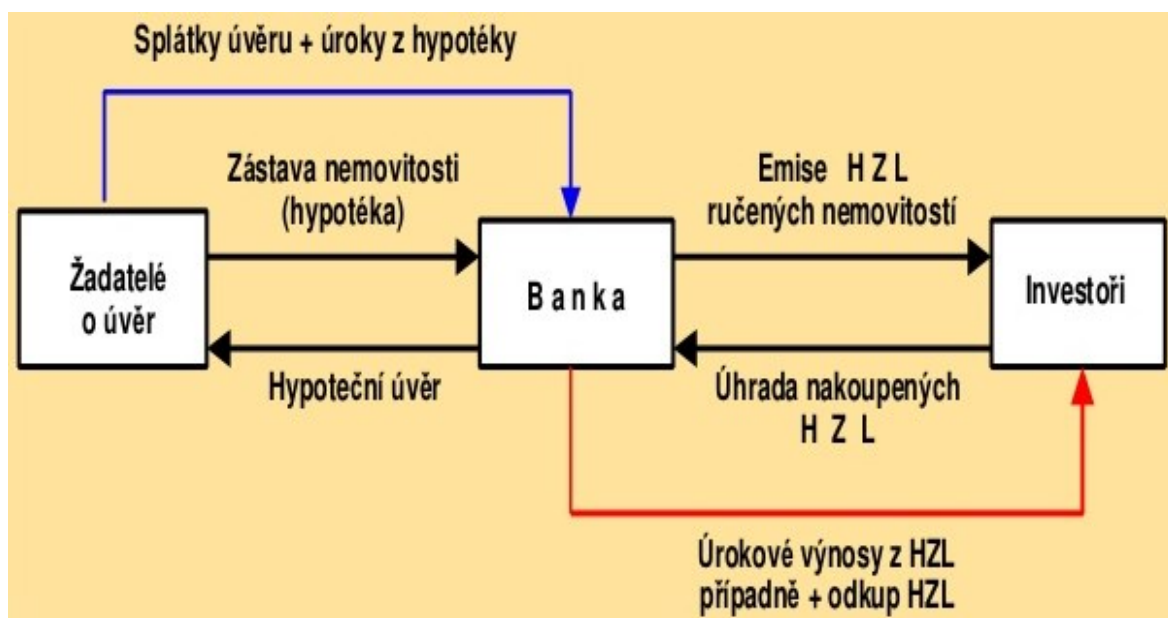 Splátky úvěru + úroky z hypotéky
Zástava nemovitosti
(hypotéka)
Emise H Z L
ručených nemovitostí
Žadatelé
o úvěr
B a n k a
Investoři
Hypoteční úvěr
Úhrada nakoupených
H Z L
Úrokové výnosy z HZL
případně + odkup HZL